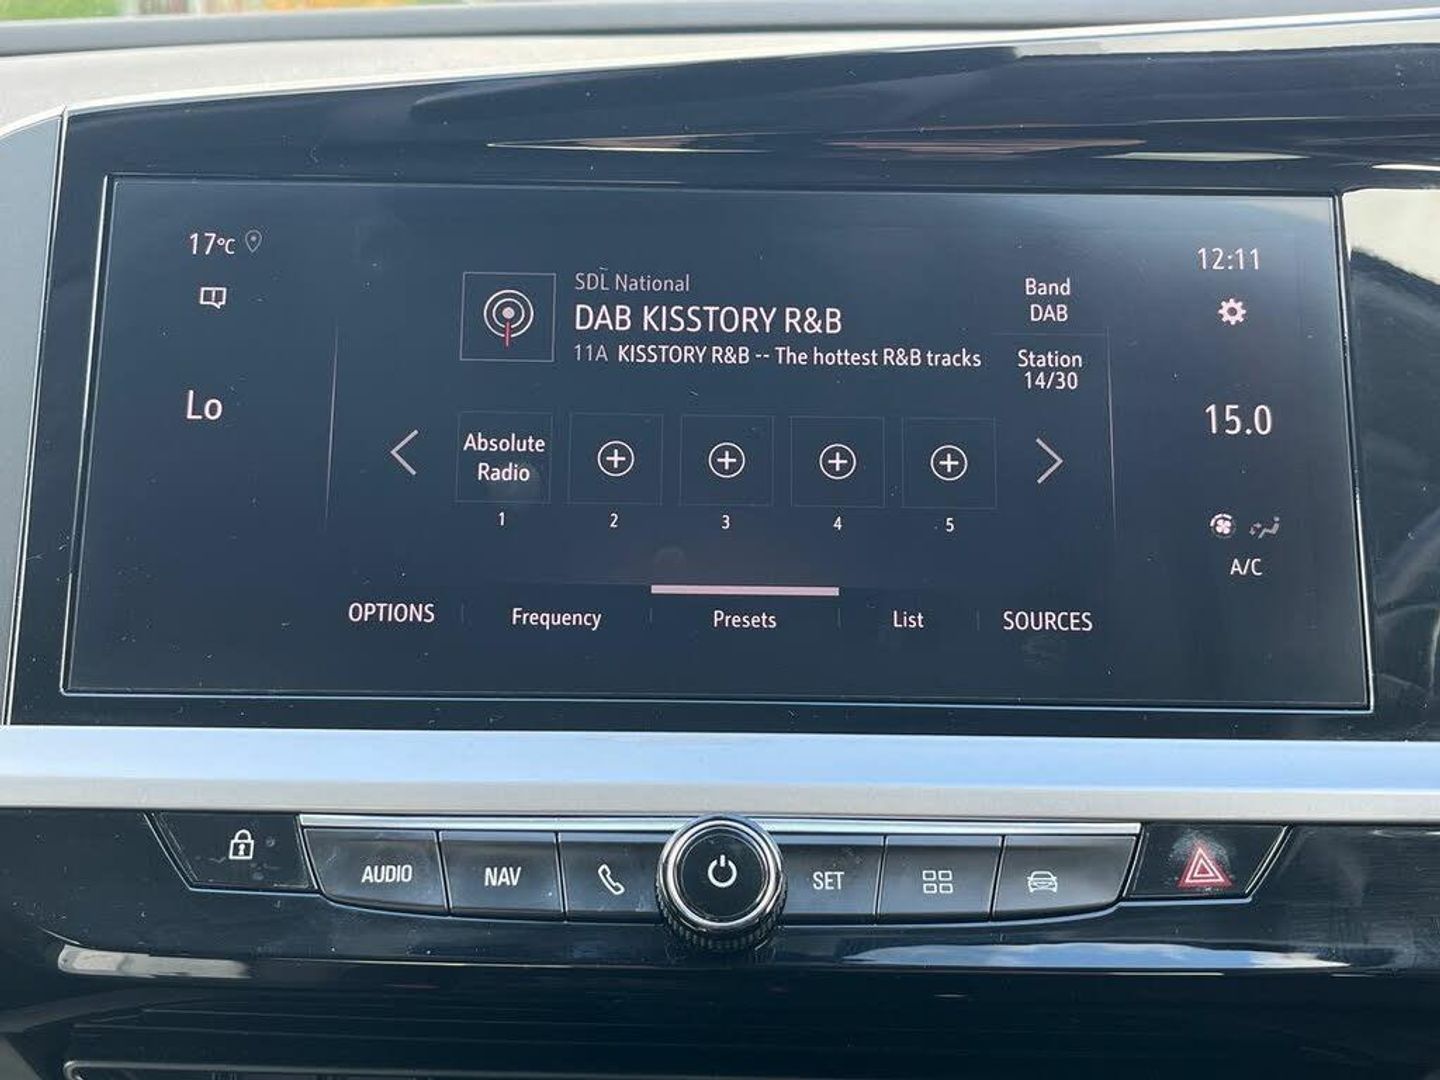 17°C
12:11
SDL National
DAB KISSTORY R&B
11A KISSTORY R&B -- The hottest R&B tracks
Band
DAB
Station
14/30
Lo
15.0
Absolute
Radio
1
2
3
4
5
A/C
OPTIONS
Frequency
Presets
List
SOURCES
AUDIO
NAV
SET